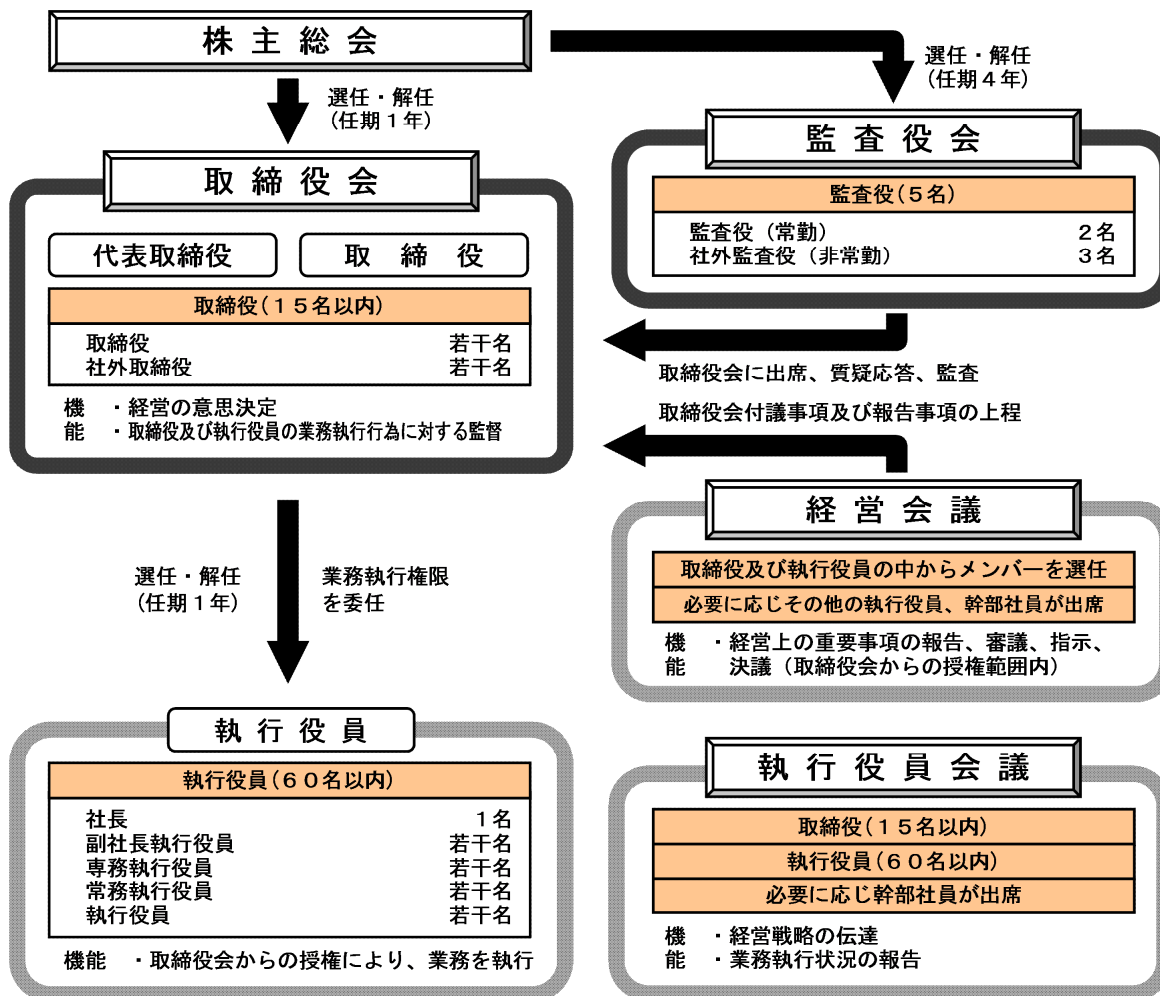 株主総会
選任・解任
(任期１年)
選任・解任
(任期４年)
取締役会
代表取締役
取締役
取締役(１５名以内)
取締役 若干名
社外取締役 若干名
機能
・経営の意思決定
・取締役及び執行役員の業務執行行為に対する監督
監査役会
監査役(５名)
監査役（常勤） ２名
社外監査役（非常勤） ３名
取締役会に出席、質疑応答、監査
取締役会付議事項及び報告事項の上程
経営会議
取締役及び執行役員の中からメンバーを選任
必要に応じその他の執行役員、幹部社員が出席
機能
・経営上の重要事項の報告、審議、指示、
決議（取締役会からの授権範囲内）
選任・解任
(任期１年)
業務執行権限
を委任
執行役員
執行役員(６０名以内)
社長 １名
副社長執行役員 若干名
専務執行役員 若干名
常務執行役員 若干名
執行役員 若干名
機能 ・取締役会からの授権により、業務を執行
執行役員会議
取締役(１５名以内)
執行役員(６０名以内)
必要に応じ幹部社員が出席
機能
・経営戦略の伝達
・業務執行状況の報告